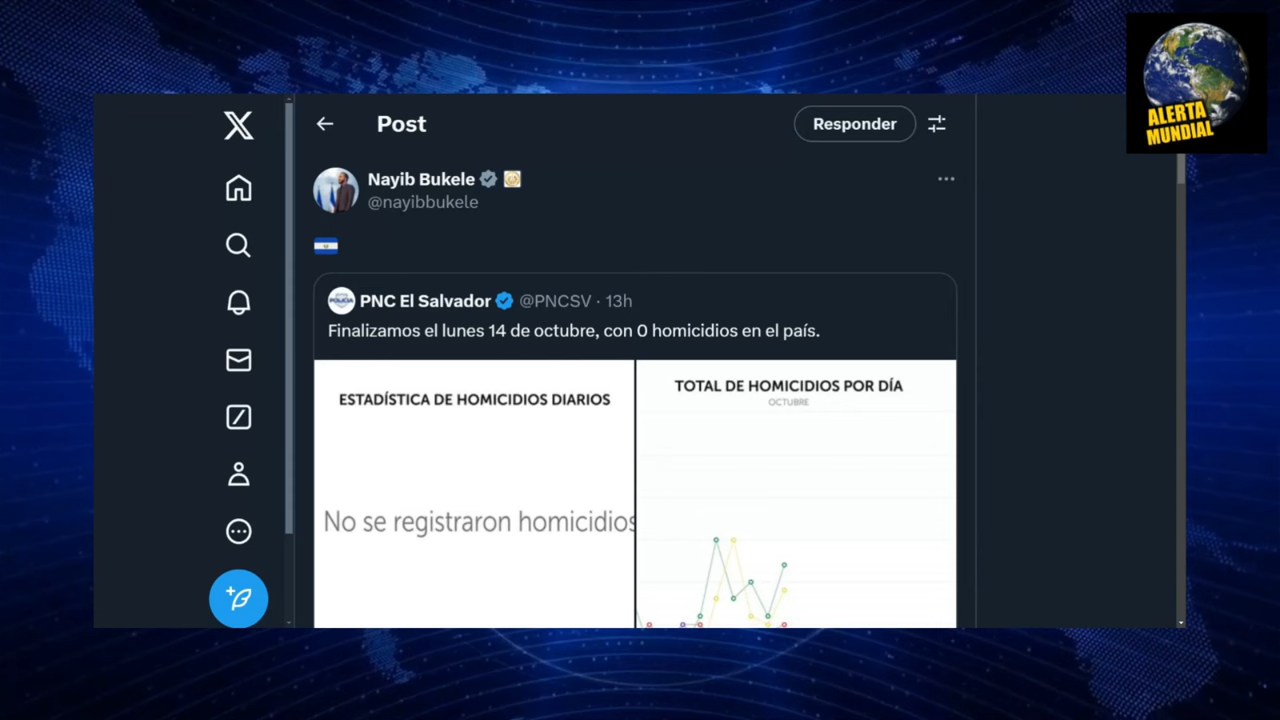 ALERTA
MUNDIAL
Post
Responder
Nayib Bukele
@nayibbukele
POLICIA
PNC El Salvador @PNCSV · 13h
Finalizamos el lunes 14 de octubre, con 0 homicidios en el país.
ESTADÍSTICA DE HOMICIDIOS DIARIOS
No se registraron homicidios
TOTAL DE HOMICIDIOS POR DÍA
OCTUBRE